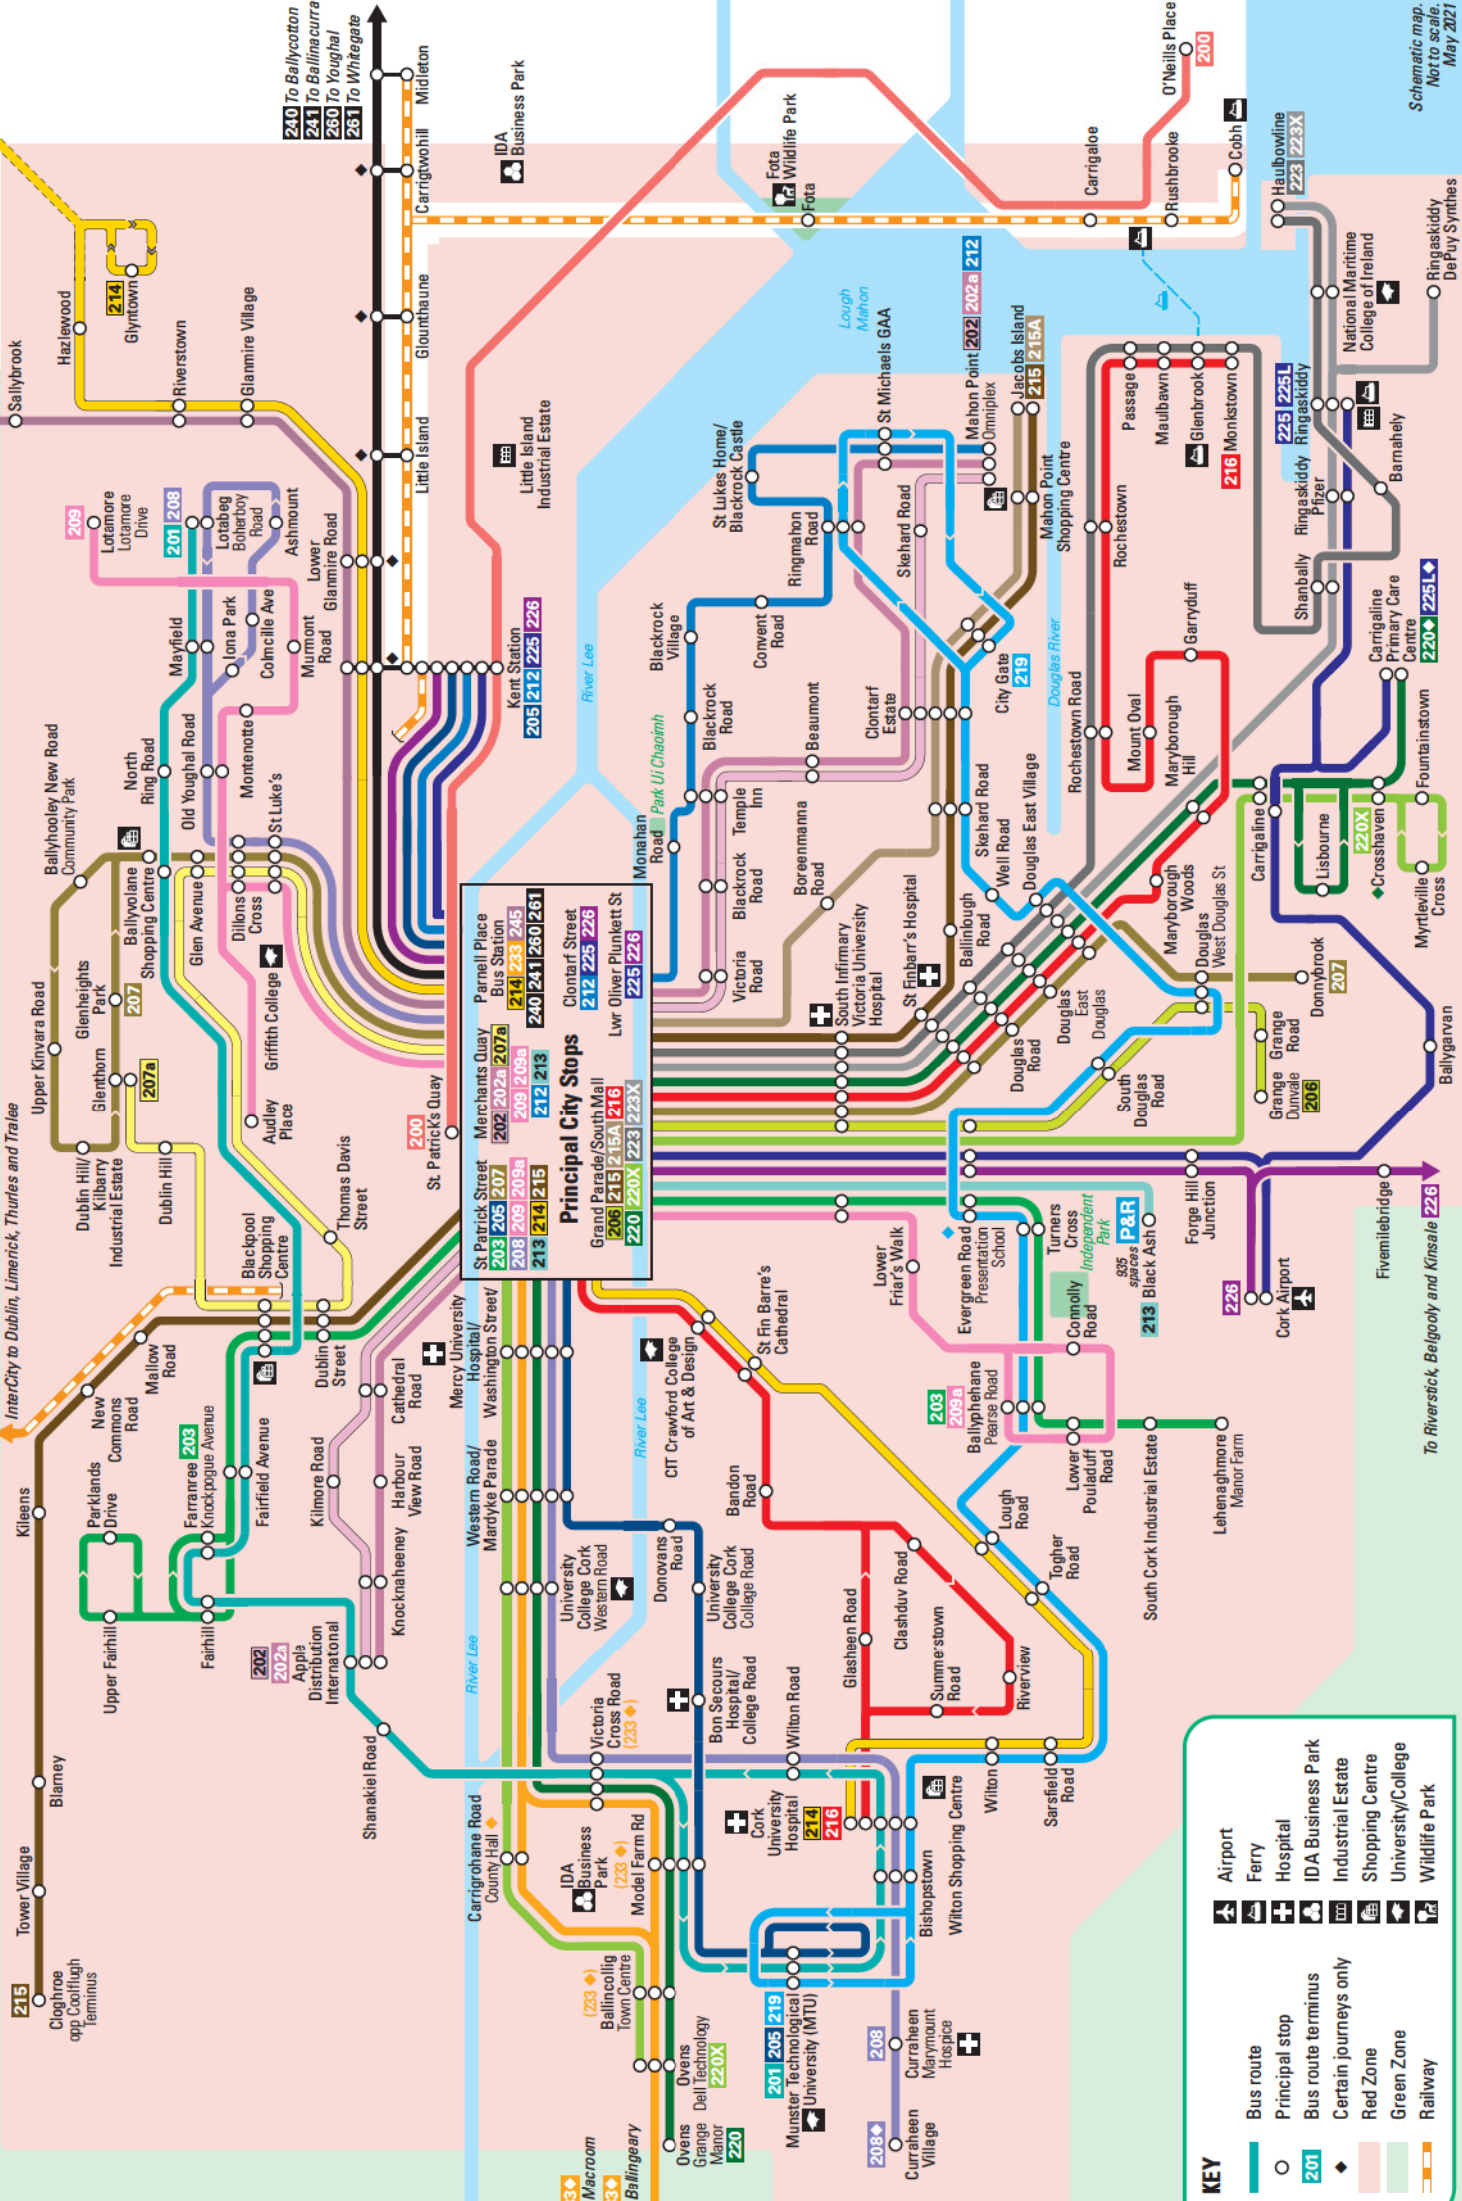 InterCity to Dublin, Limerick, Thurles and Tralee
215
Cloghroe
opp Coolflugh
Terminus
Tower Village
Blarney
Kileens
New
Commons
Road
Mallow
Road
Parklands
Drive
Upper Fairhill
Farranree 203
Knockpogue Avenue
Fairhill
Fairfield Avenue
202
202a
Apple
Distribution
International
Kilmore Road
Knocknaheeney
Harbour
View Road
Cathedral
Road
Dublin
Street
Shanakiel Road
Blackpool
Shopping
Centre
Thomas Davis
Street
Dublin Hill
Dublin Hill/
Kilbarry
Industrial Estate
Upper Kinvara Road
Glenthorn
207a
Glenheights
Park
207
Ballyhooley New Road
Community Park
Ballyvolane
Shopping Centre
Glen Avenue
Dillons
Cross
Griffith College
Audley
Place
North
Ring Road
Old Youghal Road
Montenotte
St Luke's
Mayfield
Iona Park
Colmcille Ave
Murmont
Road
209
Lotamore
Lotamore
Drive
201 208
Lotabeg
Boherboy
Road
Ashmount
Lower
Glanmire Road
Sallybrook
Hazlewood
214
Glyntown
Riverstown
Glanmire Village
240 To Ballycotton
241 To Ballinacurra
260 To Youghal
261 To Whitegate
Little Island
Glounthaune
Carrigtwohill
Midleton
IDA
Business Park
Little Island
Industrial Estate
Kent Station
205 212 225 226
200
St Patrick's Quay
St Patrick Street
203 205 207
208 209 209a
213 214 215
Merchants Quay
202 202a 207a
209 209a
212 213
Parnell Place
Bus Station
214 233 245
240 241 260 261
Principal City Stops
Clontarf Street
212 225 226
Grand Parade/South Mall
206 215 215A 216
220 220X 223 223X
Lwr Oliver Plunkett St
225 226
Mercy University
Hospital/
Washington Street/
Western Road/
Mardyke Parade
University
College Cork
Western Road
River Lee
River Lee
River Lee
Donovans
Road
University
College Cork
College Road
Bon Secours
Hospital/
College Road
Victoria
Cross Road
(233 ◆)
Wilton Road
Carrigrohane Road
County Hall ◆
IDA
Business
Park
(233 ◆)
Model Farm Rd
(233 ◆)
Ballincollig
Town Centre
Ovens
Dell Technology
220X
Ovens
Grange
Manor
220
Macroom
Ballingeary
201 205 219
Munster Technological
University (MTU)
208
Curraheen
Marymount
Hospice
208◆
Curraheen
Village
Bishopstown
Wilton Shopping Centre
Cork
University
Hospital
214
216
Wilton
Sarsfield
Road
Glasheen Road
Clashduv Road
Summerstown
Road
Riverview
Bandon
Road
CIT Crawford College
of Art & Design
St Fin Barre's
Cathedral
Togher
Road
Lough
Road
203
209a
Ballyphehane
Pearse Road
Lower
Pouladuff
Road
South Cork Industrial Estate
Lehenaghmore
Manor Farm
Connolly
Road
Lower
Friar's Walk
Evergreen Road
Presentation
School
Turners
Cross
Independent
Park
935
spaces P&R
213 Black Ash
226
Cork Airport
Forge Hill
Junction
Fivemilebridge
To Riverstick, Belgooly and Kinsale 226
Ballygarvan
South
Douglas
Road
Grange
Dunvale
206
Grange
Road
Donnybrook
207
Douglas
West Douglas St
Douglas
East
Douglas
Douglas
Road
South Infirmary
Victoria University
Hospital
St Finbarr's Hospital
Ballinlough
Road
Boreenmanna
Road
Victoria
Road
Blackrock
Road
Temple
Inn
Beaumont
Monahan
Road
Park Uí Chaoimh
Blackrock
Road
Blackrock
Village
Convent
Road
Ringmahon
Road
St Lukes Home/
Blackrock Castle
River Lee
Lough
Mahon
St Michaels GAA
Mahon Point 202 202a 212
Omniplex
Jacobs Island
215 215A
Mahon Point
Shopping Centre
Skehard Road
Clontarf
Estate
City Gate
219
Skehard Road
Well Road
Douglas East Village
Douglas River
Rochestown Road
Rochestown
Mount Oval
Maryborough
Hill
Garryduff
Maryborough
Woods
Passage
Maulbawn
Glenbrook
216 Monkstown
225 225L
Ringaskiddy
Ringaskiddy
Pfizer
Barnahely
Shanbally
Carrigaline
Primary Care
Centre
220◆ 225L◆
Carrigaline
Lisbourne
220X
◆Crosshaven
Fountainstown
Myrtleville
Cross
National Maritime
College of Ireland
Haulbowline
223 223X
Ringaskiddy
DePuy Synthes
Fota
Wildlife Park
Fota
Carrigaloe
Rushbrooke
Cobh
O'Neills Place
200
Schematic map.
Not to scale.
May 2021
KEY
Bus route
Principal stop
201 Bus route terminus
Certain journeys only
Red Zone
Green Zone
Railway
Airport
Ferry
Hospital
IDA Business Park
Industrial Estate
Shopping Centre
University/College
Wildlife Park